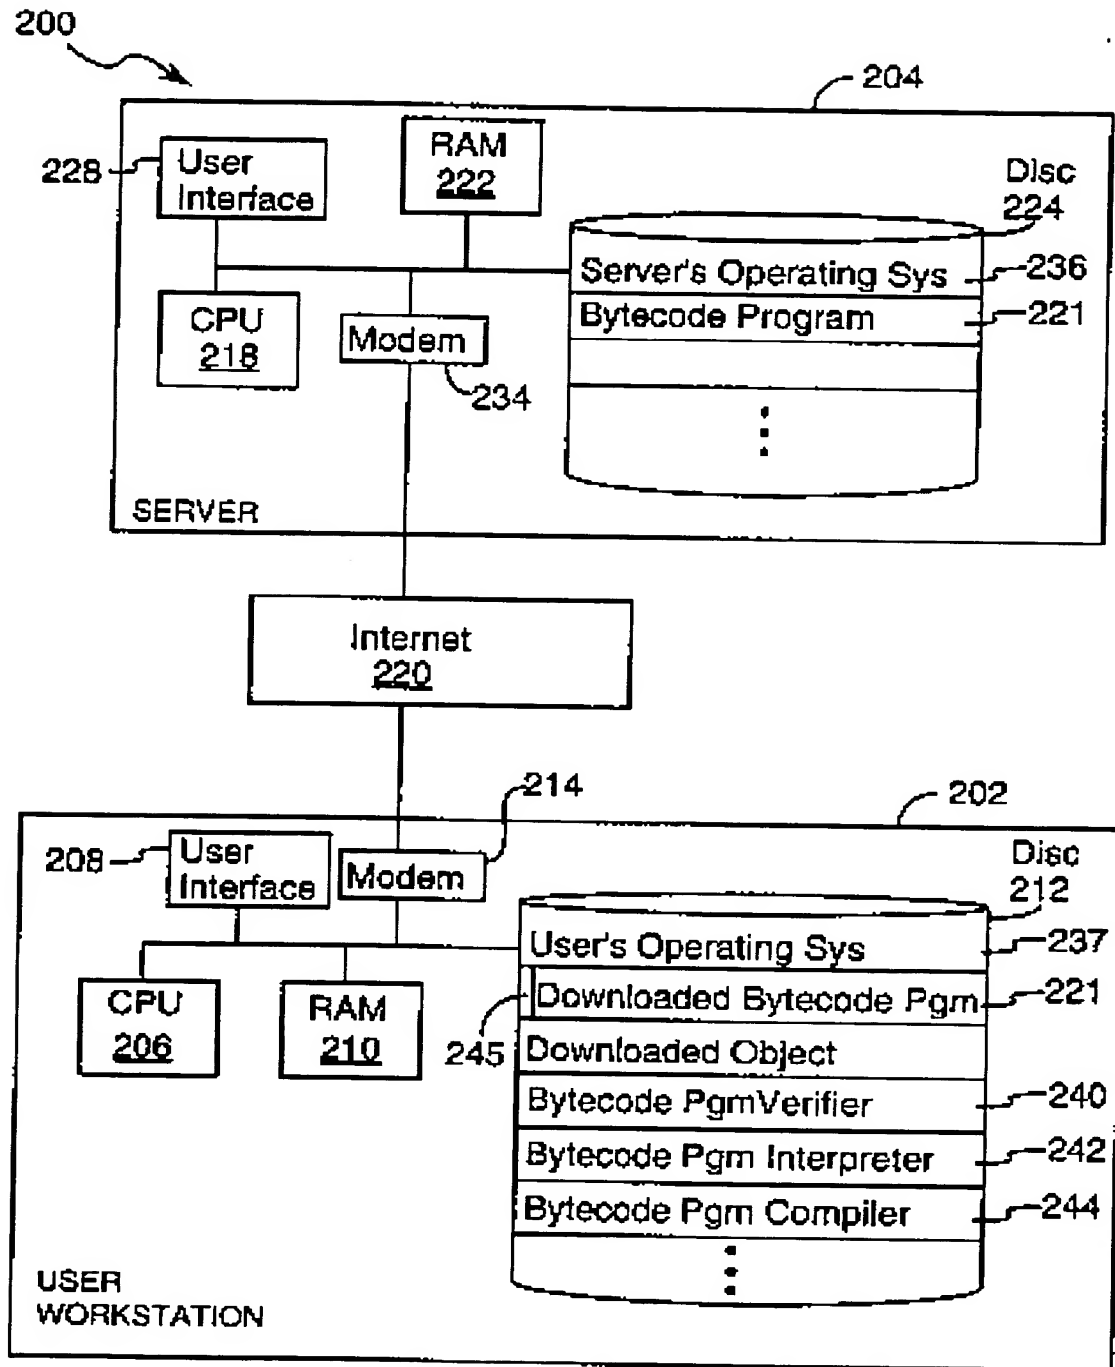 200
204
228
User
Interface
RAM
222
Disc
224
Server's Operating Sys
236
CPU
218
Modem
234
Bytecode Program
221
SERVER
Internet
220
214
202
208
User
Interface
Modem
Disc
212
User's Operating Sys
237
CPU
206
RAM
210
245
Downloaded Bytecode Pgm
221
Downloaded Object
Bytecode PgmVerifier
240
Bytecode Pgm Interpreter
242
Bytecode Pgm Compiler
244
USER
WORKSTATION